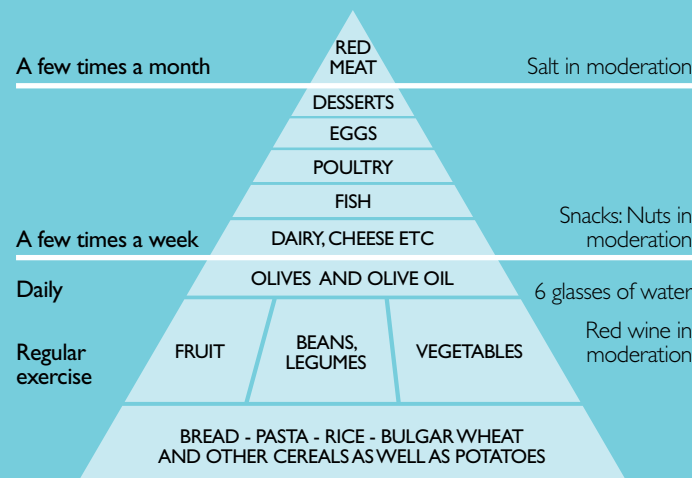 RED
MEAT
A few times a month
Salt in moderation
DESSERTS
EGGS
POULTRY
FISH
Snacks: Nuts in
moderation
A few times a week
DAIRY, CHEESE ETC
OLIVES AND OLIVE OIL
Daily
6 glasses of water
Red wine in
moderation
Regular
exercise
FRUIT
BEANS,
LEGUMES
VEGETABLES
BREAD - PASTA - RICE - BULGAR WHEAT
AND OTHER CEREALS AS WELL AS POTATOES